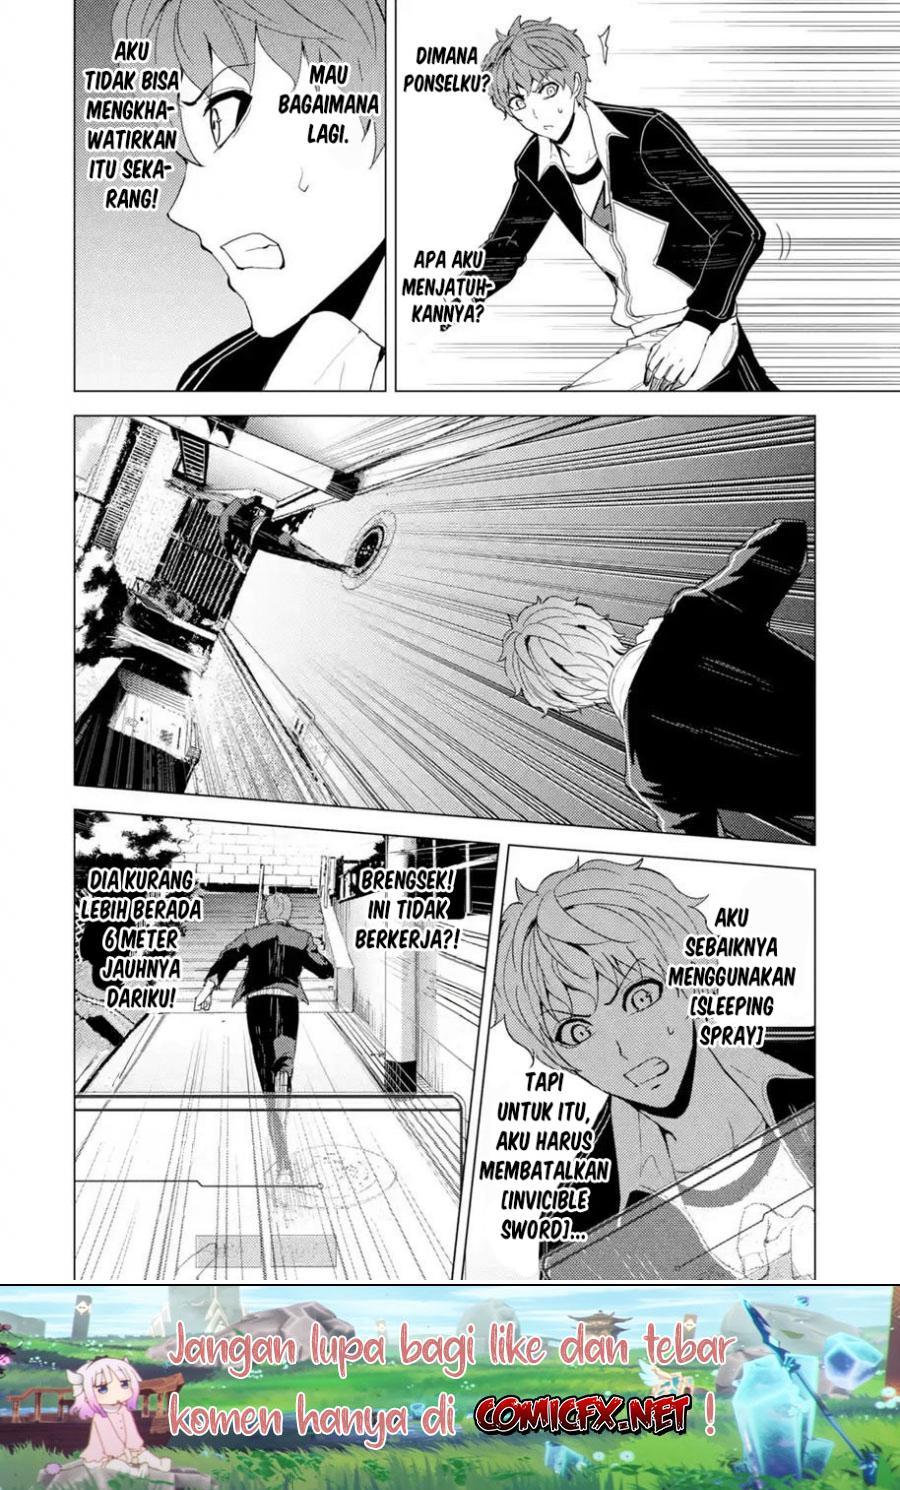 DIMANA
PONSELKU?
APA AKU
MENJATUH-
KANNYA?
MAU
BAGAIMANA
LAGI.
AKU
TIDAK BISA
MENGKHA-
WATIRKAN
ITU SEKA-
RANG!
AKU
SEBAIKNYA
MENGGUNAKAN
[SLEEPING
SPRAY]
TAPI
UNTUK ITU,
AKU HARUS
MEMBATALKAN
[INVICIBLE
SWORD]...
BRENGSEK!
INI TIDAK
BERKERJA?!
DIA KURANG
LEBIH BERADA
6 METER
JAUHNYA
DARIKU!
Jangan lupa bagi like dan tebar
komen hanya di COMICFX.NET !